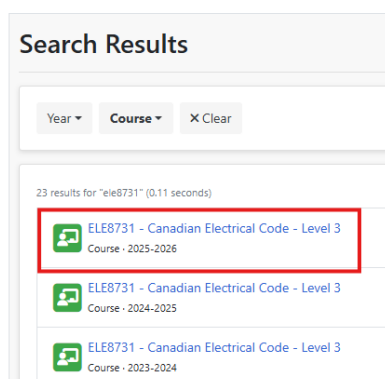 Search Results
Year Course × Clear
23 results for "ele8731" (0.11 seconds)
ELE8731 - Canadian Electrical Code - Level 3
Course · 2025-2026
ELE8731 - Canadian Electrical Code - Level 3
Course · 2024-2025
ELE8731 - Canadian Electrical Code - Level 3
Course · 2023-2024